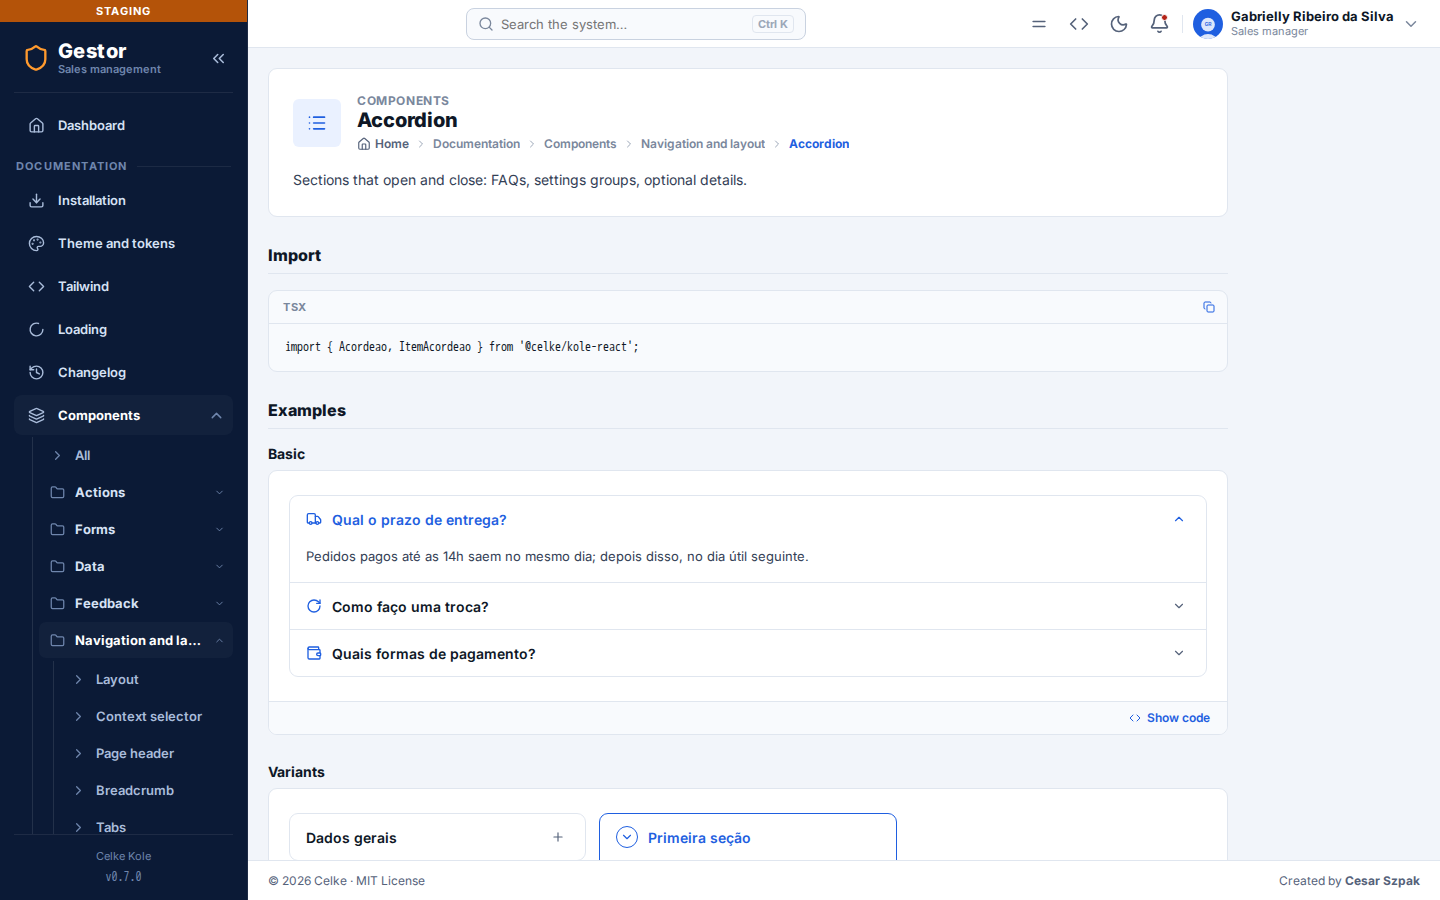 STAGING
Gestor
Sales management
Dashboard
DOCUMENTATION
Installation
Theme and tokens
Tailwind
Loading
Changelog
Components
All
Actions
Forms
Data
Feedback
Navigation and la...
Layout
Context selector
Page header
Breadcrumb
Tabs
Celke Kole
v0.7.0
Search the system...
Ctrl K
GR
Gabrielly Ribeiro da Silva
Sales manager
COMPONENTS
Accordion
Home
Documentation
Components
Navigation and layout
Accordion
Sections that open and close: FAQs, settings groups, optional details.
Import
TSX
import { Acordeao, ItemAcordeao } from '@celke/kole-react';
Examples
Basic
Qual o prazo de entrega?
Pedidos pagos até as 14h saem no mesmo dia; depois disso, no dia útil seguinte.
Como faço uma troca?
Quais formas de pagamento?
Show code
Variants
Dados gerais
Primeira seção
© 2026 Celke · MIT License
Created by Cesar Szpak